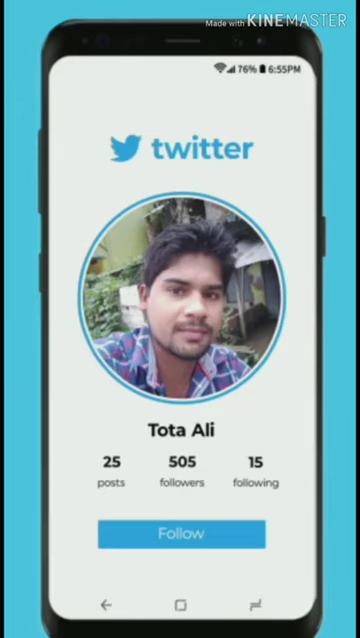 Made with KINEMASTER
76% 6:55PM
twitter
Tota Ali
25 505 15
posts followers following
Follow